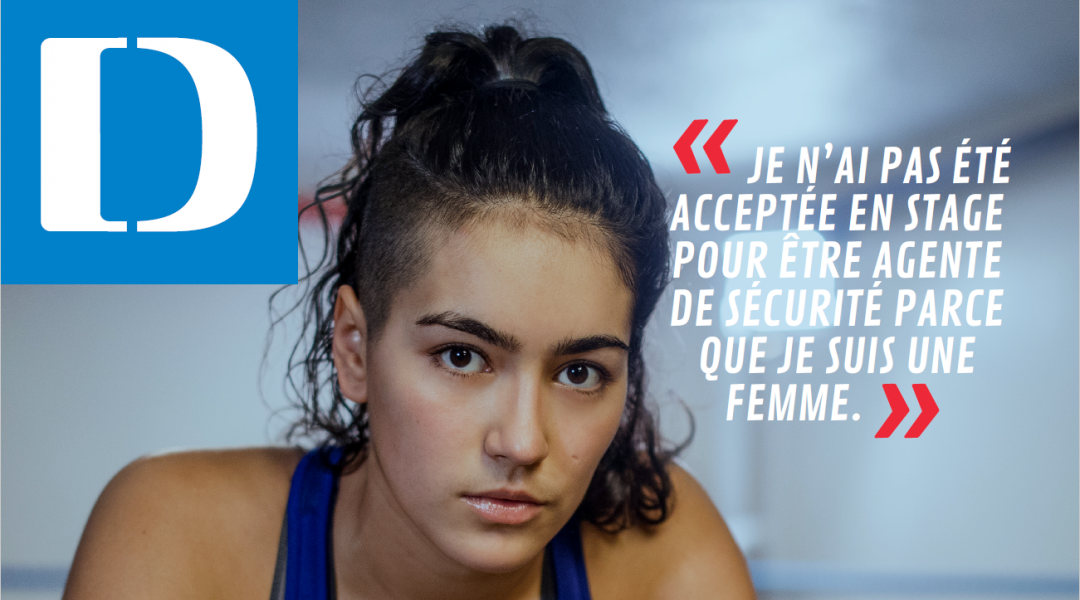 D
« JE N'AI PAS ÉTÉ
ACCEPTÉE EN STAGE
POUR ÊTRE AGENTE
DE SÉCURITÉ PARCE
QUE JE SUIS UNE
FEMME. »